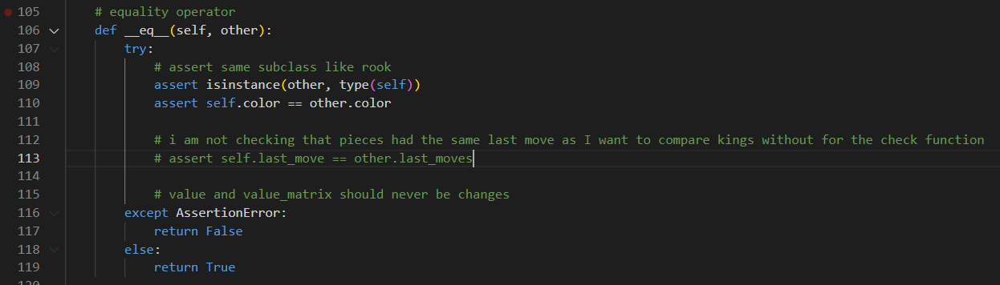 105 # equality operator
106 def __eq__(self, other):
107 try:
108 # assert same subclass like rook
109 assert isinstance(other, type(self))
110 assert self.color == other.color
111
112 # i am not checking that pieces had the same last move as I want to compare kings without for the check function
113 # assert self.last_move == other.last_moves
114
115 # value and value_matrix should never be changes
116 except AssertionError:
117 return False
118 else:
119 return True
120